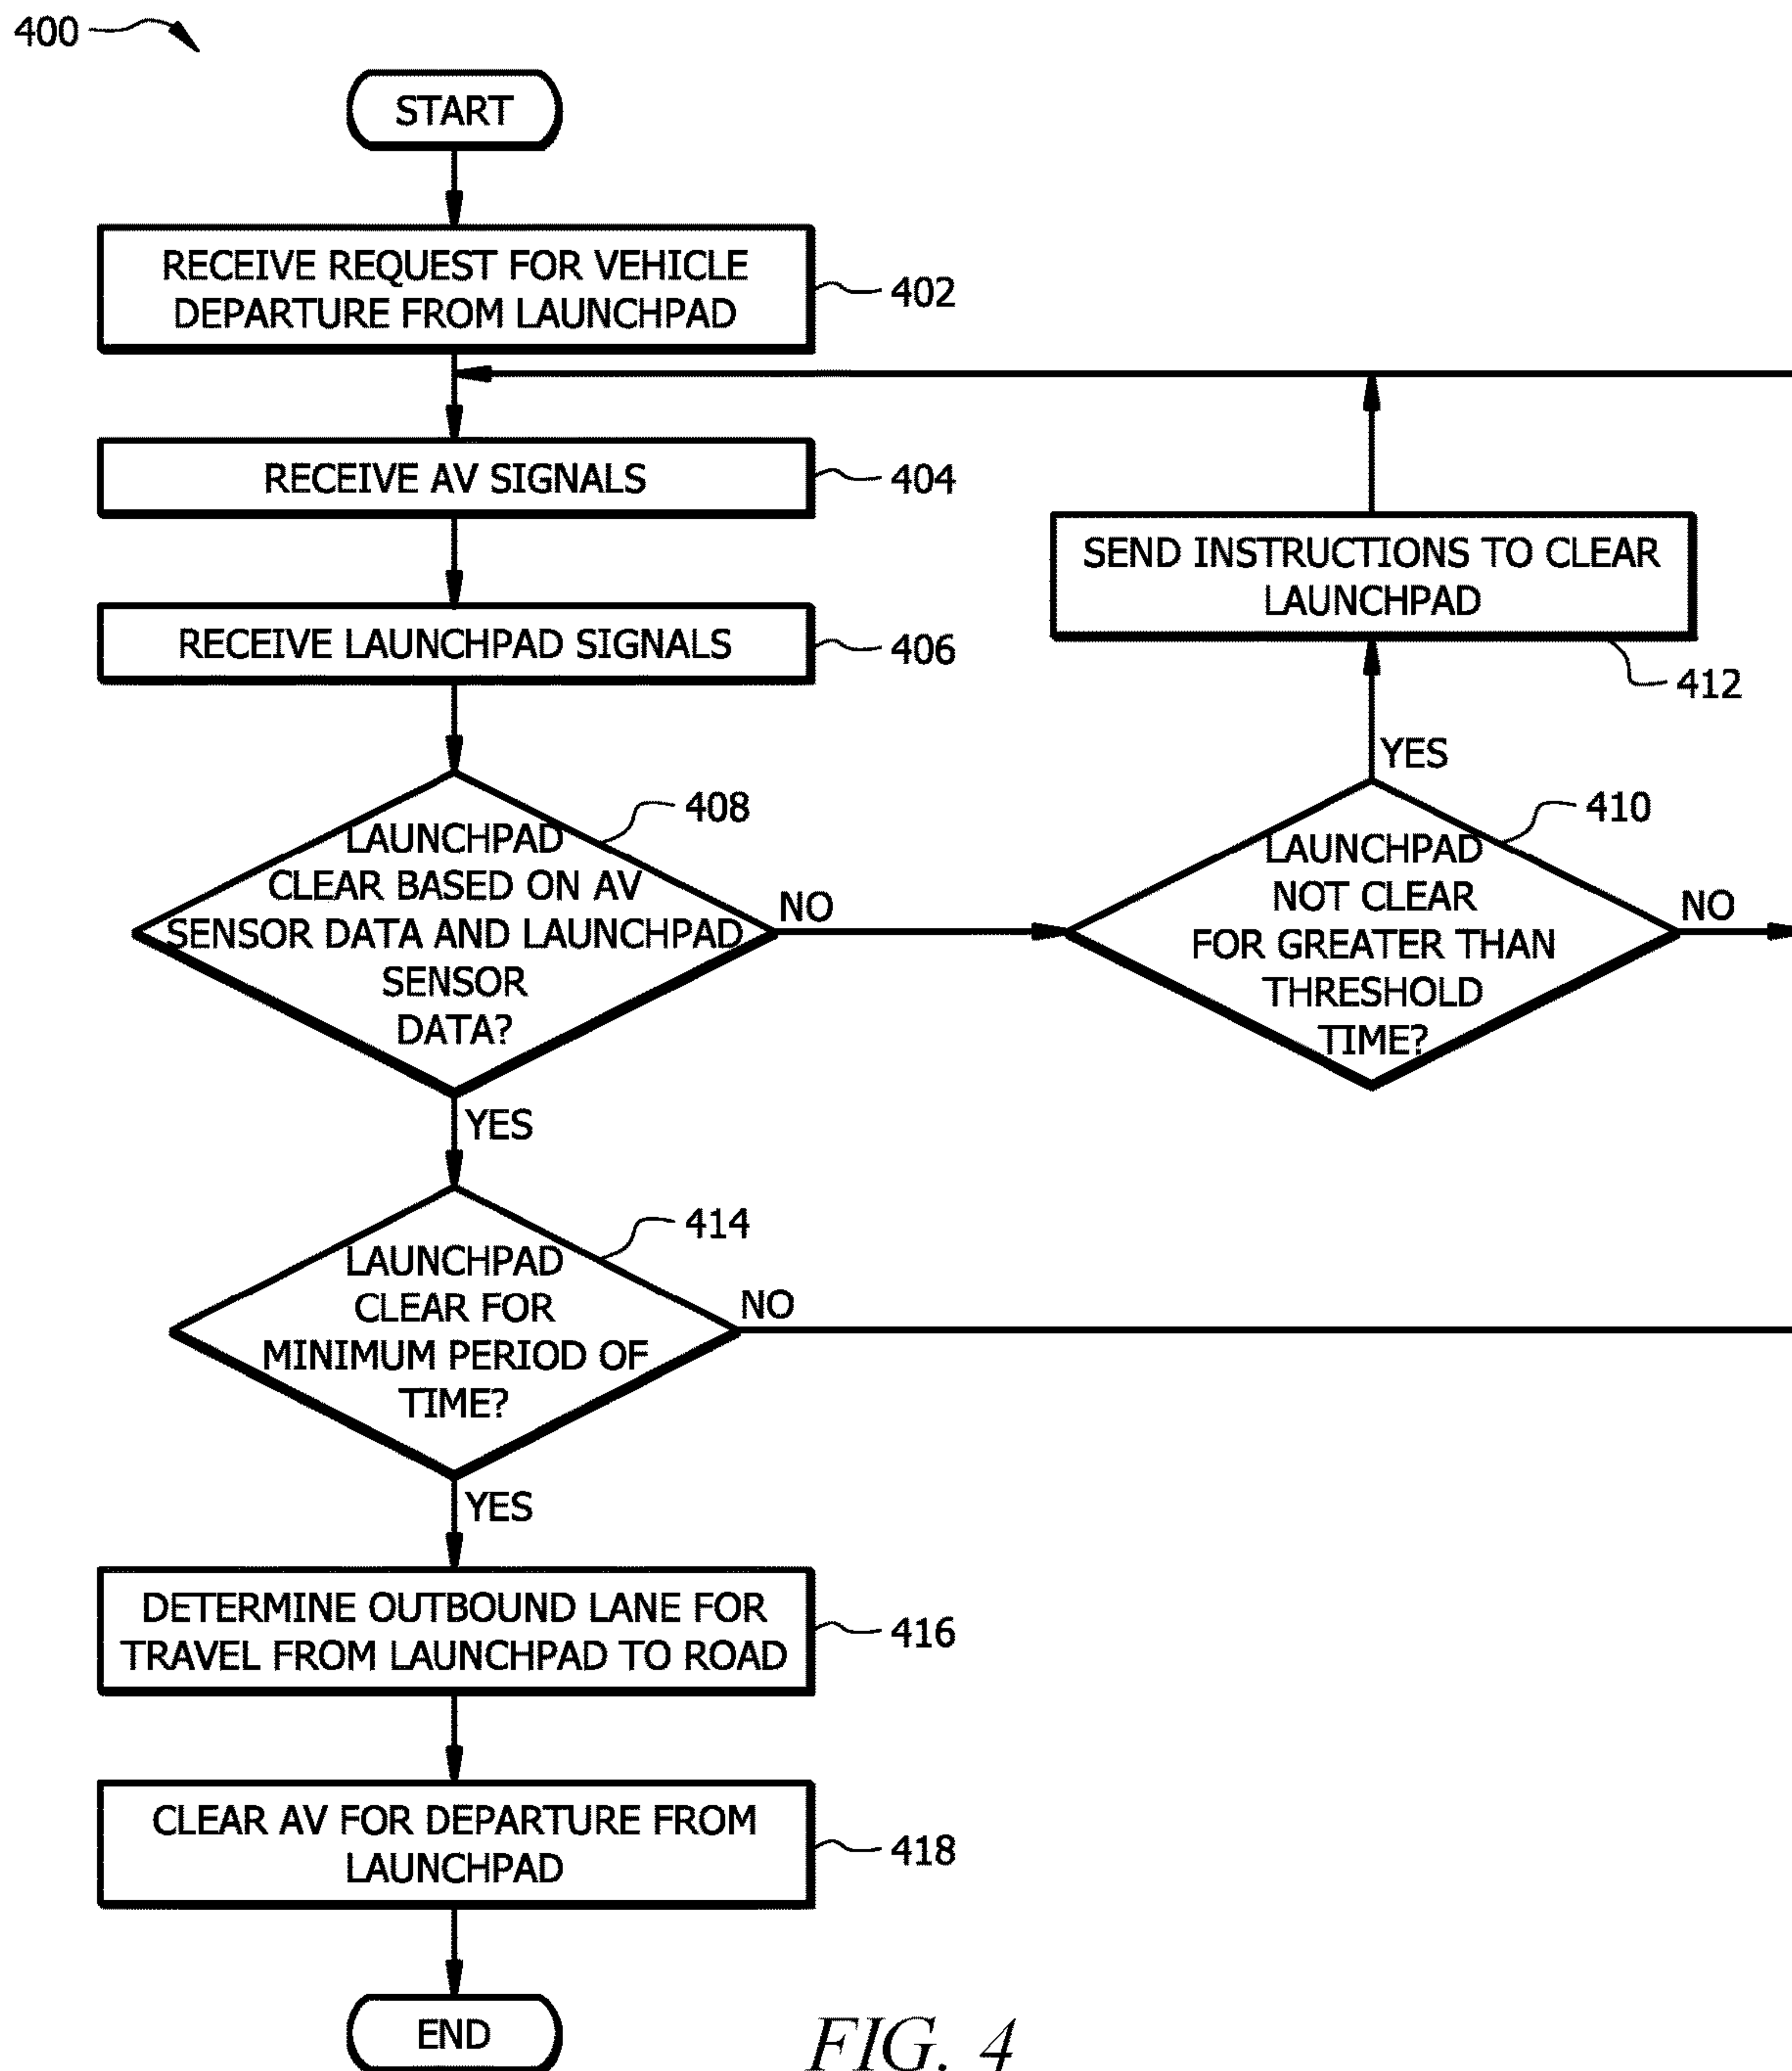 400
START
RECEIVE REQUEST FOR VEHICLE
DEPARTURE FROM LAUNCHPAD
402
RECEIVE AV SIGNALS
404
RECEIVE LAUNCHPAD SIGNALS
406
LAUNCHPAD
CLEAR BASED ON AV
SENSOR DATA AND LAUNCHPAD
SENSOR
DATA?
408
NO
YES
SEND INSTRUCTIONS TO CLEAR
LAUNCHPAD
412
YES
LAUNCHPAD
NOT CLEAR
FOR GREATER THAN
THRESHOLD
TIME?
410
NO
LAUNCHPAD
CLEAR FOR
MINIMUM PERIOD OF
TIME?
414
NO
YES
DETERMINE OUTBOUND LANE FOR
TRAVEL FROM LAUNCHPAD TO ROAD
416
CLEAR AV FOR DEPARTURE FROM
LAUNCHPAD
418
END
FIG. 4